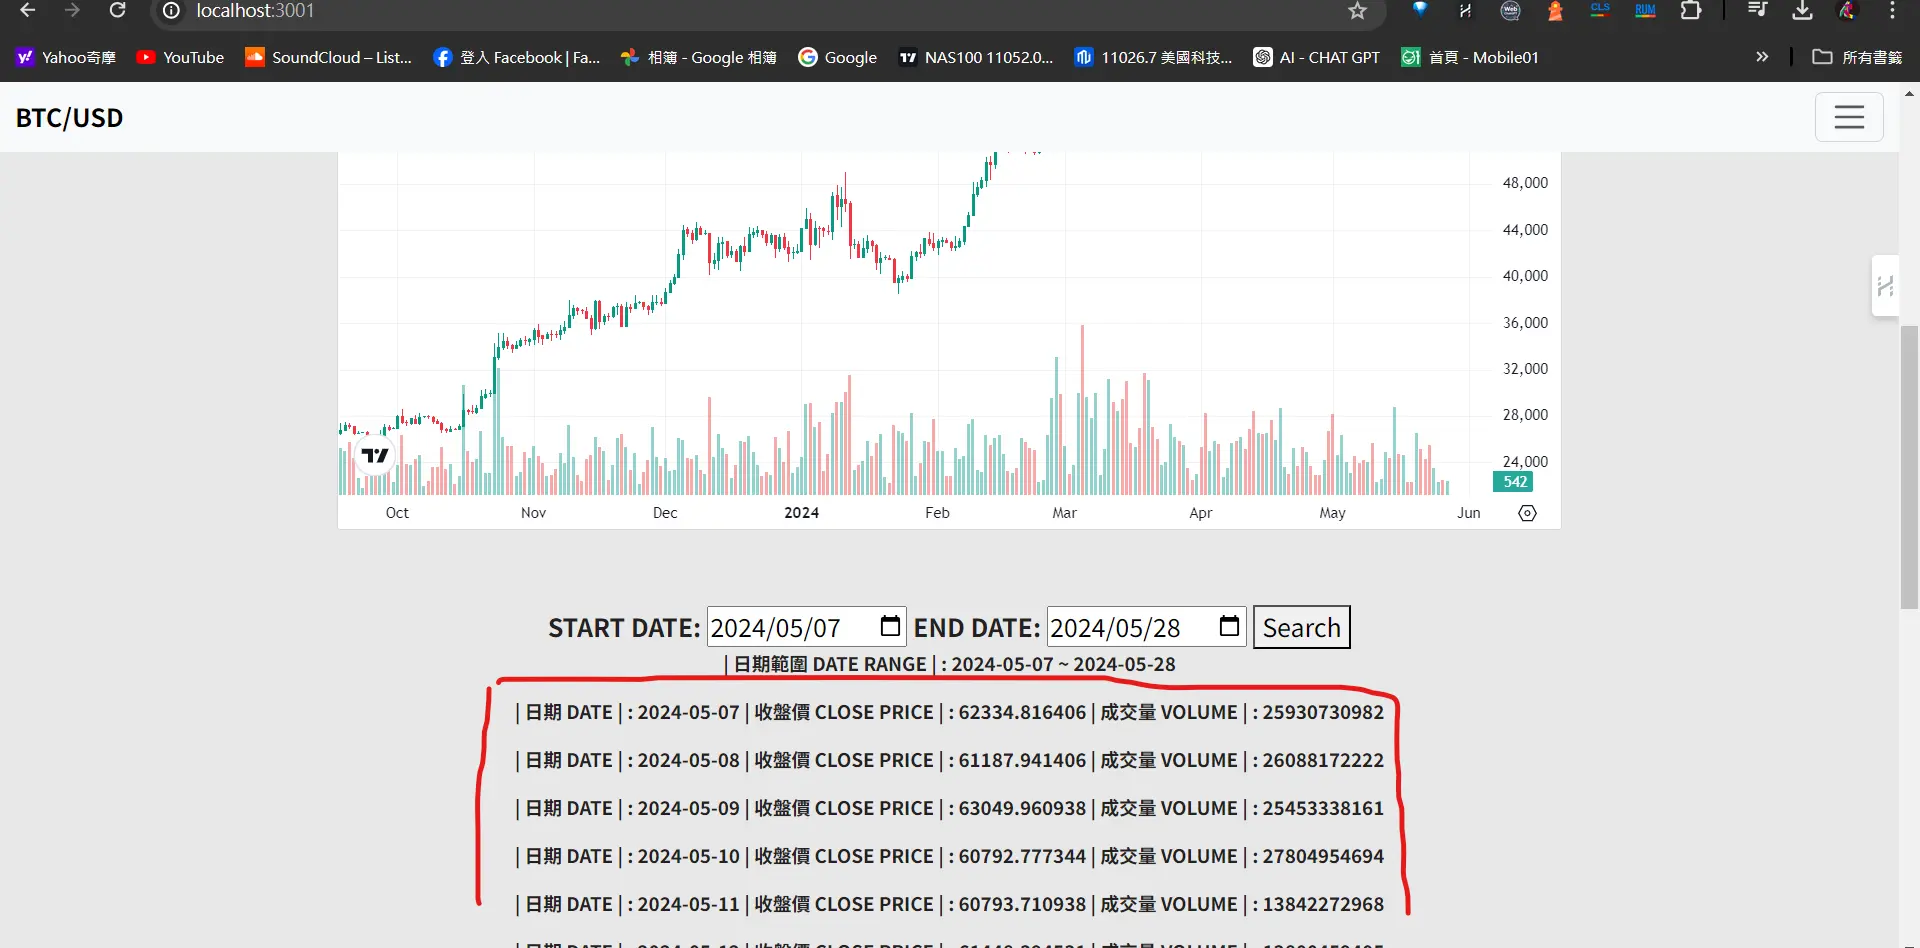 localhost:3001
CLS
RUM
Yahoo奇摩
YouTube
SoundCloud – List...
登入 Facebook | Fa...
相簿 - Google 相簿
Google
NAS100 11052.0...
11026.7 美國科技...
AI - CHAT GPT
首頁 - Mobile01
»
所有書籤
BTC/USD
48,000
44,000
40,000
36,000
32,000
28,000
24,000
542
Oct Nov Dec 2024 Feb Mar Apr May Jun
START DATE: 2024/05/07 END DATE: 2024/05/28 Search
| 日期範圍 DATE RANGE | : 2024-05-07 ~ 2024-05-28
| 日期 DATE | : 2024-05-07 | 收盤價 CLOSE PRICE | : 62334.816406 | 成交量 VOLUME | : 25930730982
| 日期 DATE | : 2024-05-08 | 收盤價 CLOSE PRICE | : 61187.941406 | 成交量 VOLUME | : 26088172222
| 日期 DATE | : 2024-05-09 | 收盤價 CLOSE PRICE | : 63049.960938 | 成交量 VOLUME | : 25453338161
| 日期 DATE | : 2024-05-10 | 收盤價 CLOSE PRICE | : 60792.777344 | 成交量 VOLUME | : 27804954694
| 日期 DATE | : 2024-05-11 | 收盤價 CLOSE PRICE | : 60793.710938 | 成交量 VOLUME | : 13842272968